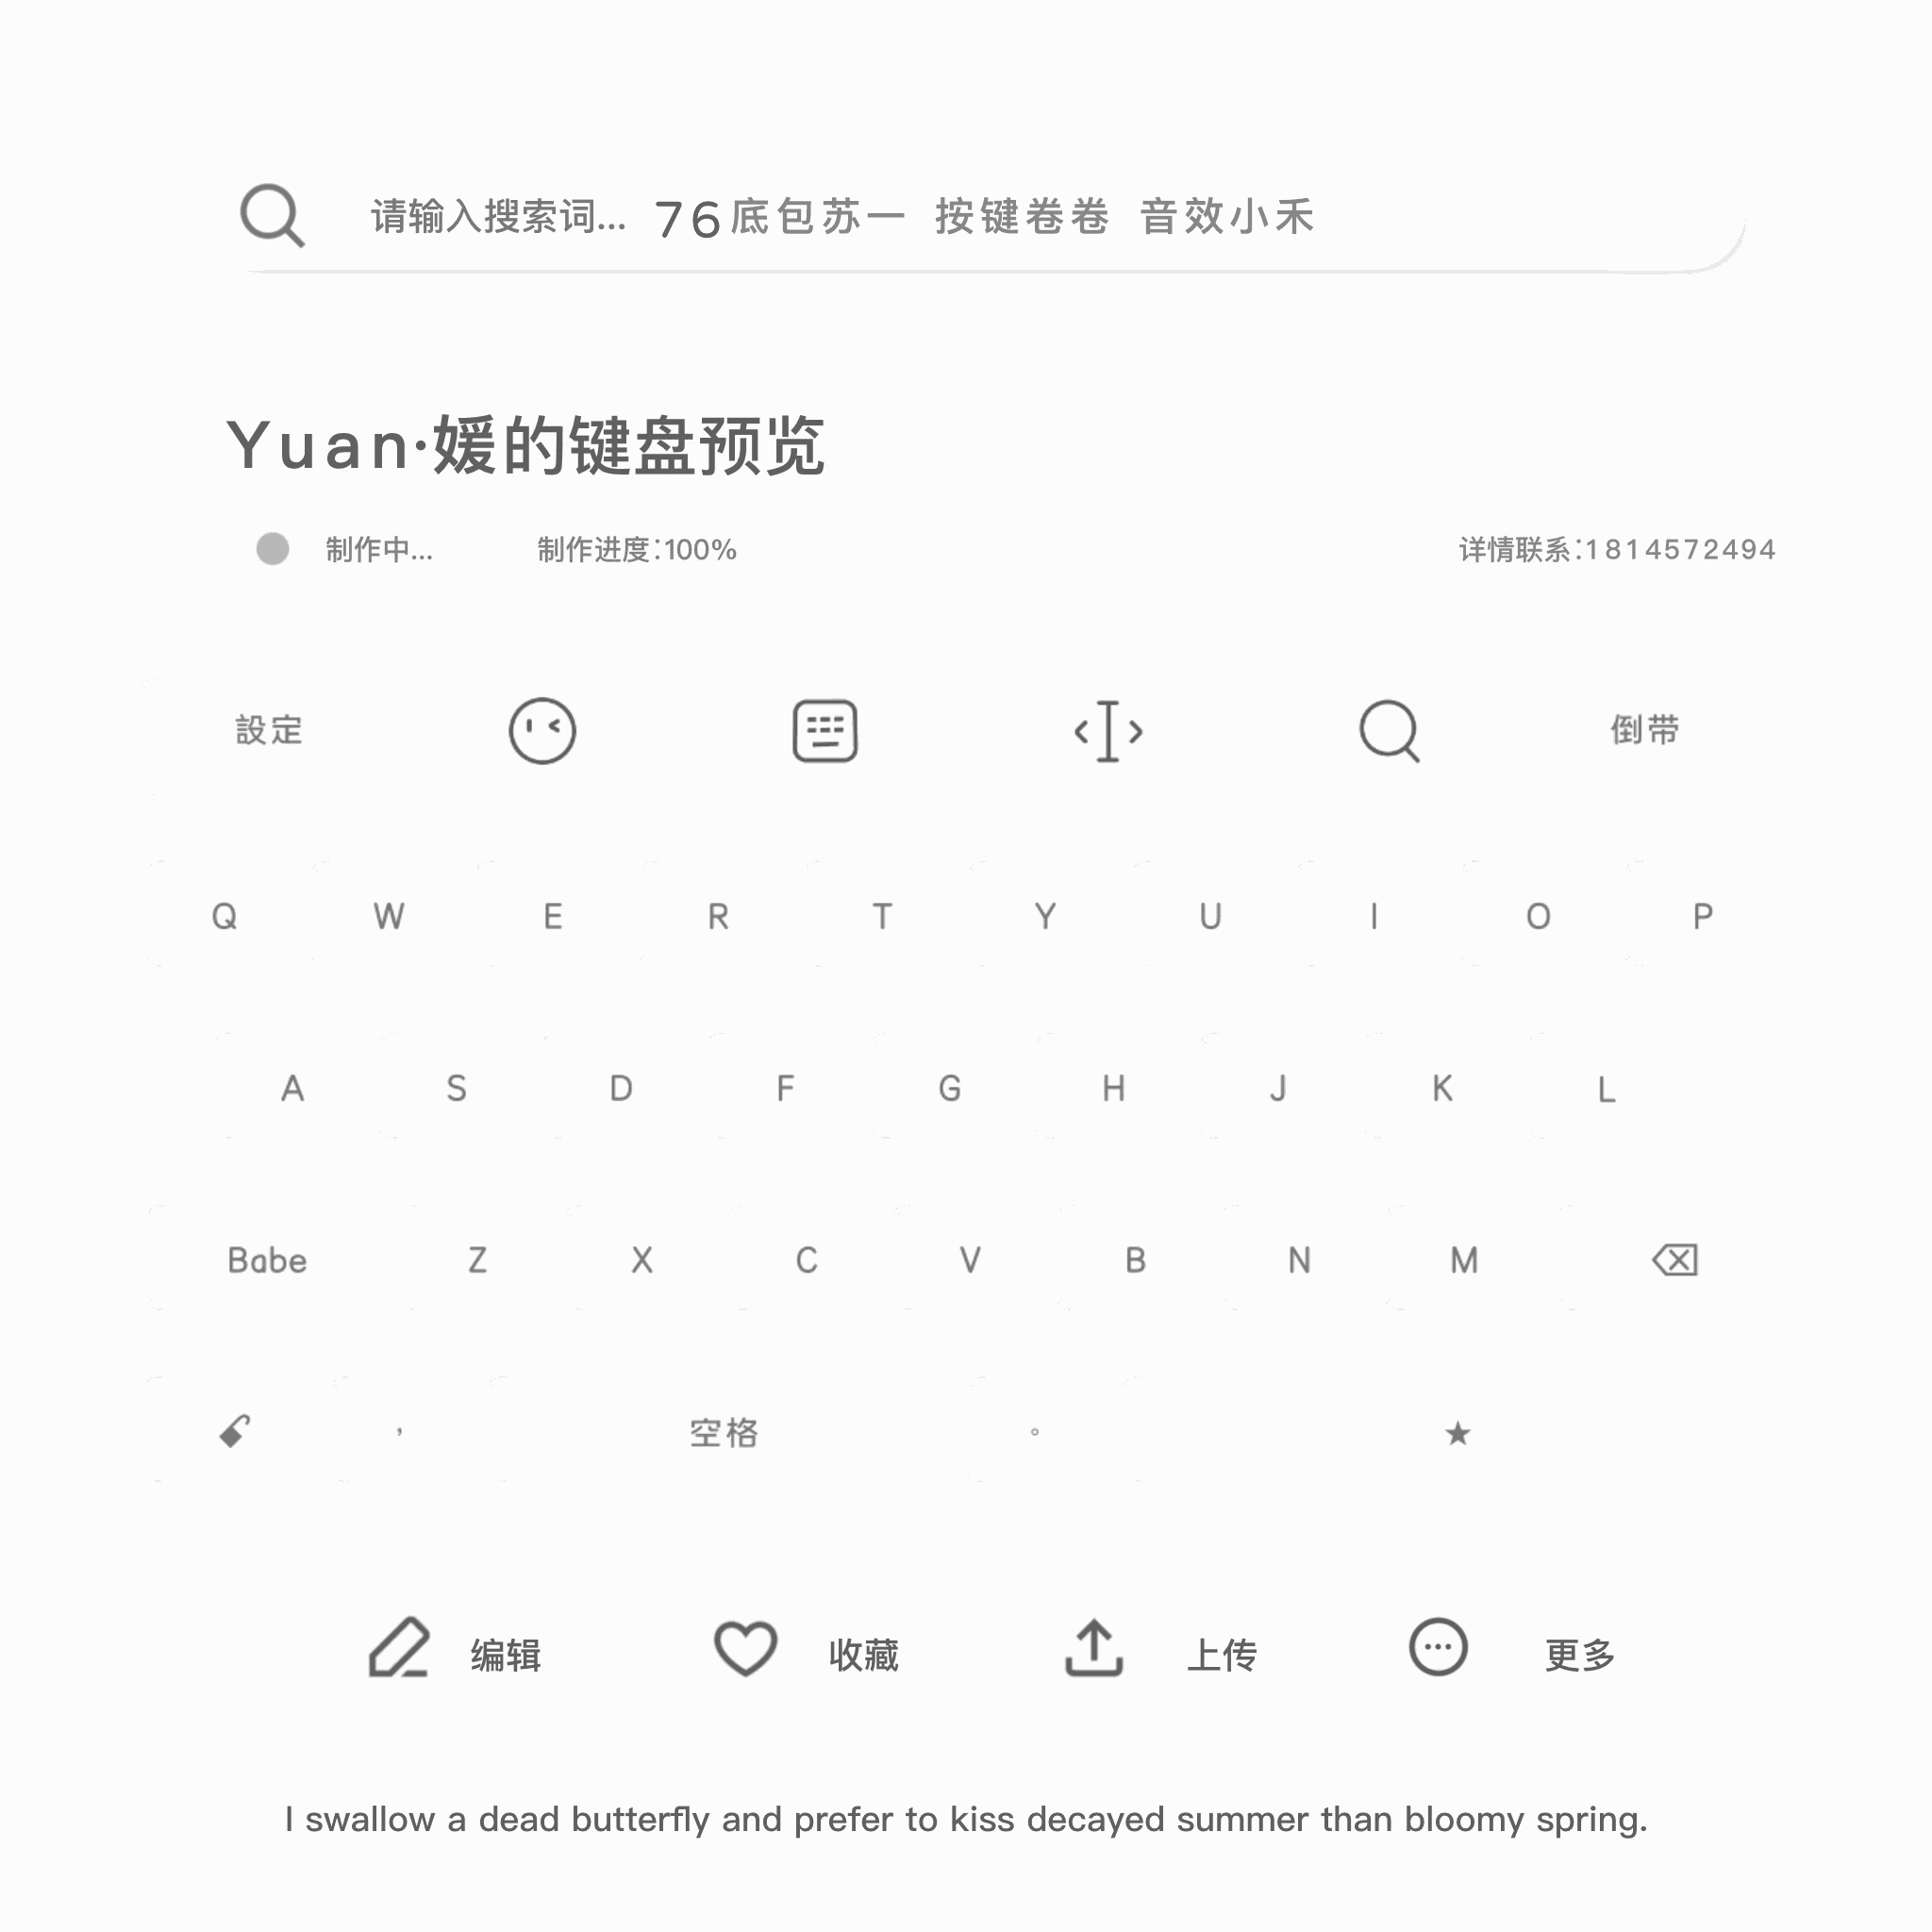 请输入搜索词... 76底包苏一 按键卷卷 音效小禾
Yuan·媛的键盘预览
制作中... 制作进度:100% 详情联系:1814572494
設定 倒带
Q W E R T Y U I O P
A S D F G H J K L
Babe Z X C V B N M
, 空格 。
编辑 收藏 上传 更多
I swallow a dead butterfly and prefer to kiss decayed summer than bloomy spring.